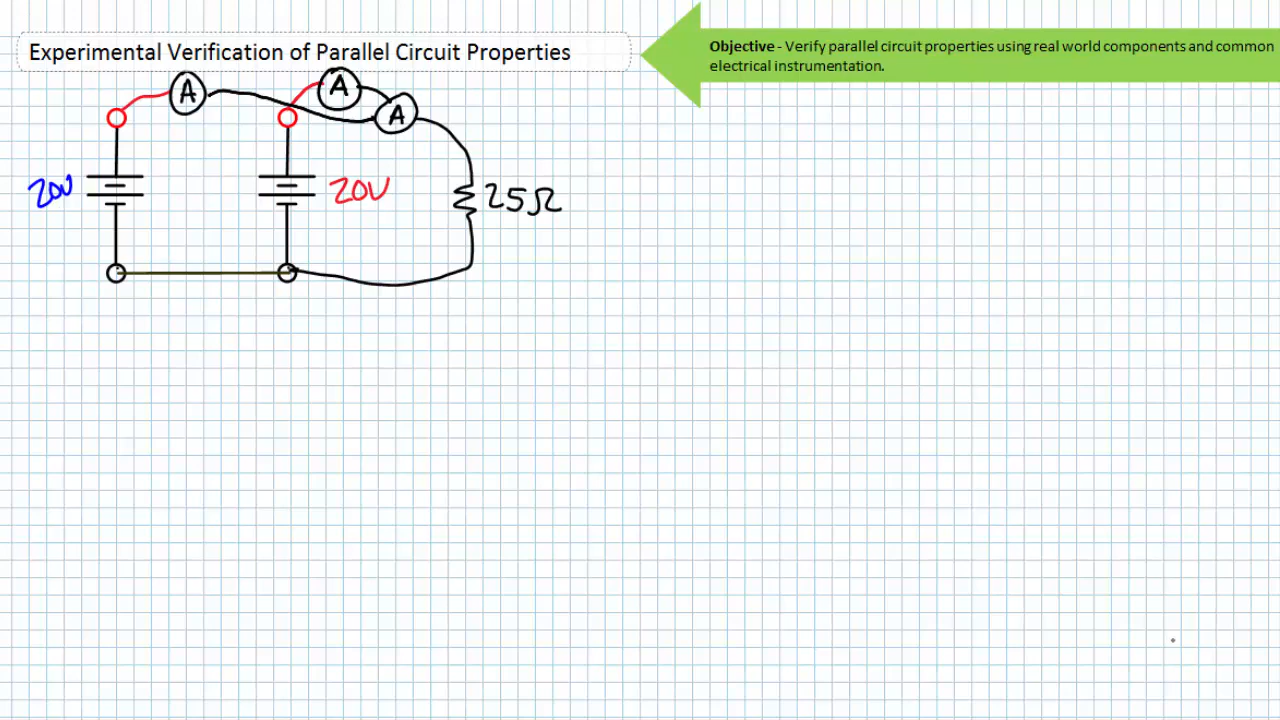 Experimental Verification of Parallel Circuit Properties
Objective - Verify parallel circuit properties using real world components and common
electrical instrumentation.
A
A
A
20V
20V
25Ω